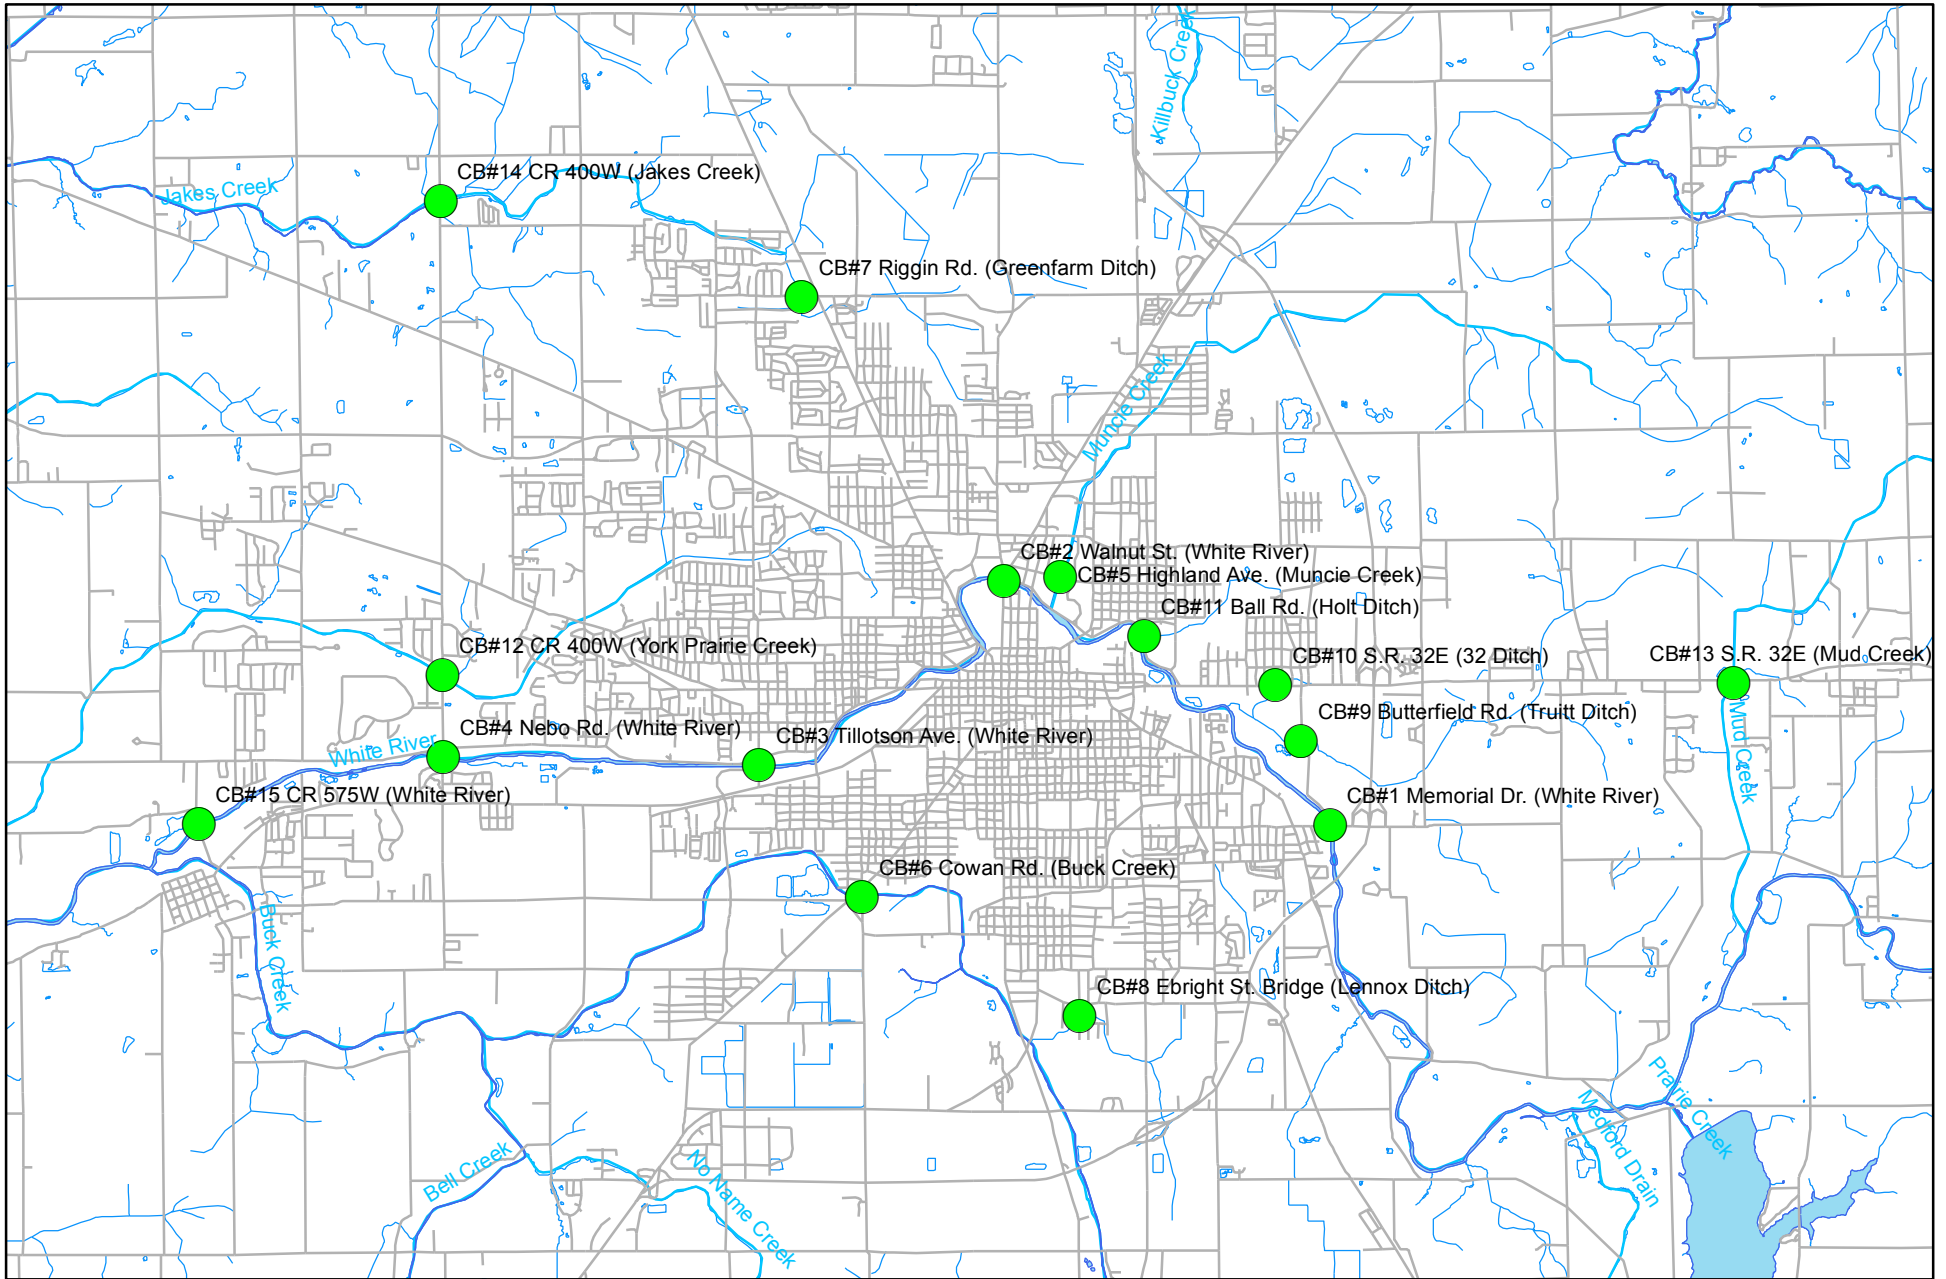 Killbuck Creek
CB#14 CR 400W (Jakes Creek)
Jakes Creek
CB#7 Riggin Rd. (Greenfarm Ditch)
Muncie Creek
CB#2 Walnut St. (White River)
CB#5 Highland Ave. (Muncie Creek)
CB#11 Ball Rd. (Holt Ditch)
CB#12 CR 400W (York Prairie Creek)
CB#10 S.R. 32E (32 Ditch)
CB#13 S.R. 32E (Mud Creek)
CB#9 Butterfield Rd. (Truitt Ditch)
CB#4 Nebo Rd. (White River)
CB#3 Tillotson Ave. (White River)
White River
Mud Creek
CB#15 CR 575W (White River)
CB#1 Memorial Dr. (White River)
CB#6 Cowan Rd. (Buck Creek)
Buck Creek
CB#8 Ebright St. Bridge (Lennox Ditch)
Prairie Creek
Medford Drain
Bell Creek
No Name Creek